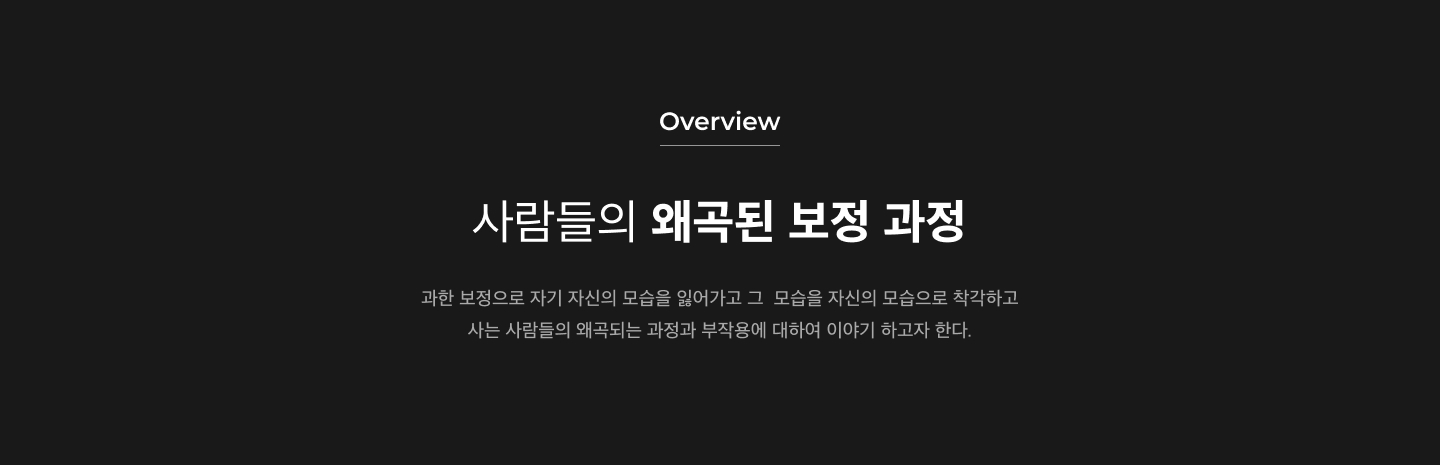 Overview
사람들의 왜곡된 보정 과정
과한 보정으로 자기 자신의 모습을 잃어가고 그  모습을 자신의 모습으로 착각하고
사는 사람들의 왜곡되는 과정과 부작용에 대하여 이야기 하고자 한다.